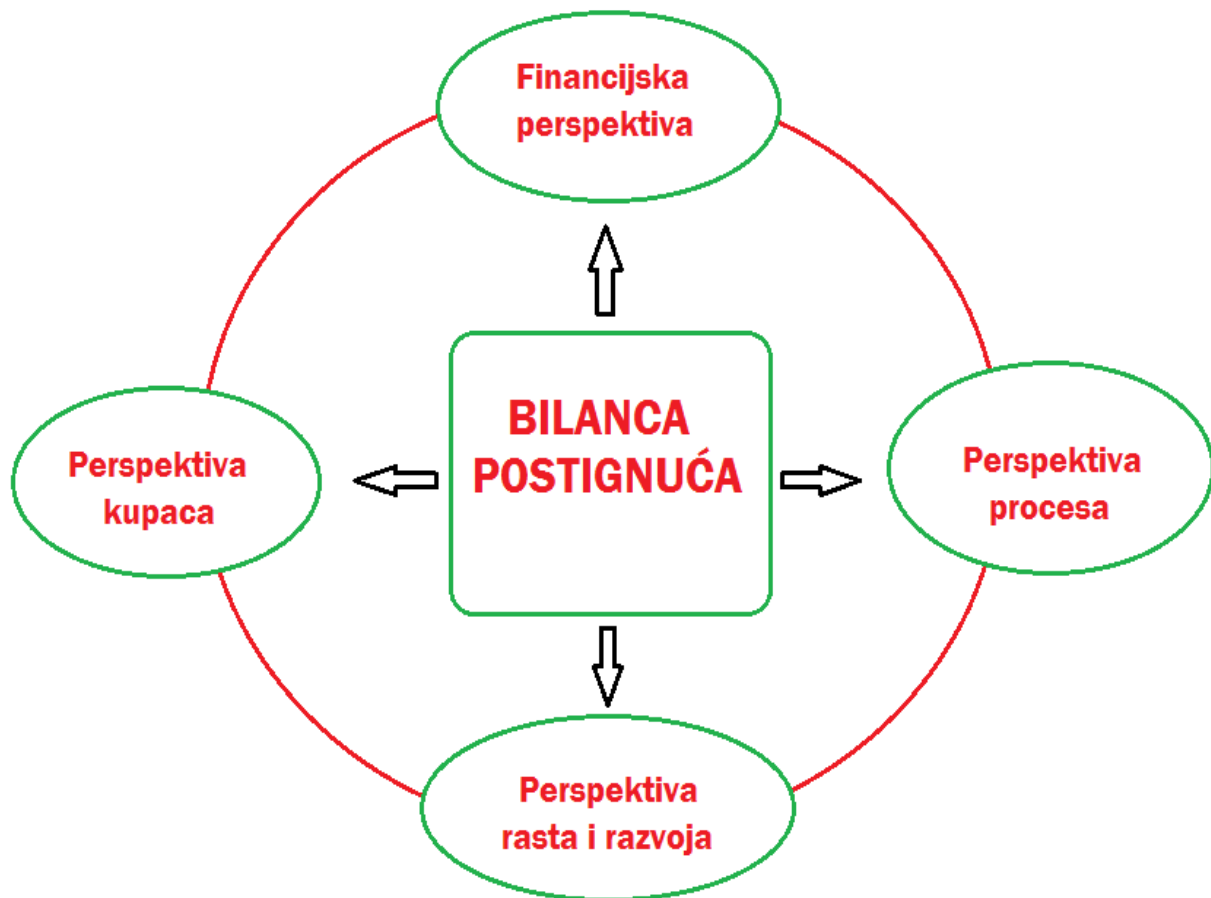 Financijska
perspektiva
BILANCA
POSTIGNUĆA
Perspektiva
kupaca
Perspektiva
procesa
Perspektiva
rasta i razvoja